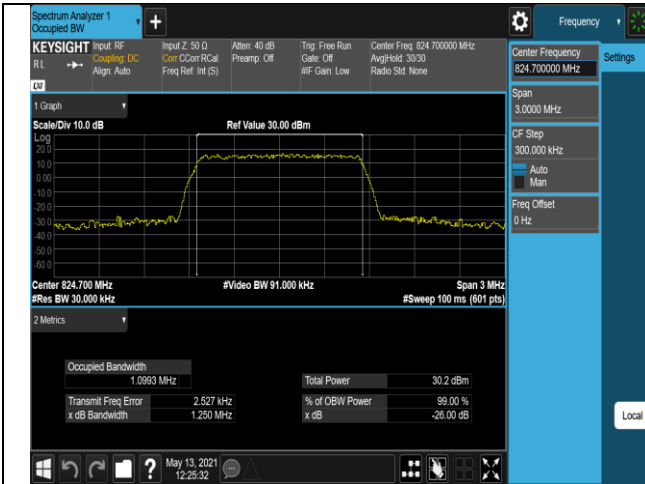 Spectrum Analyzer 1
Occupied BW
Frequency
KEYSIGHT
Input: RF
Coupling: DC
Align: Auto
Input Z: 50 Ω
Corr CCorr RCal
Freq Ref: Int (S)
Atten: 40 dB
Preamp: Off
Trig: Free Run
Gate: Off
#IF Gain: Low
Center Freq: 824.700000 MHz
Avg|Hold: 30/30
Radio Std: None
RL
LXI
Center Frequency
824.700000 MHz
Settings
Span
3.0000 MHz
CF Step
300.000 kHz
Auto
Man
Freq Offset
0 Hz
Local
1 Graph
Scale/Div 10.0 dB
Ref Value 30.00 dBm
Log
20.0
10.0
0.00
-10.0
-20.0
-30.0
-40.0
-50.0
-60.0
Center 824.700 MHz
#Video BW 91.000 kHz
Span 3 MHz
#Res BW 30.000 kHz
#Sweep 100 ms (601 pts)
2 Metrics
Occupied Bandwidth
1.0993 MHz
Total Power 30.2 dBm
Transmit Freq Error 2.527 kHz
% of OBW Power 99.00 %
x dB Bandwidth 1.250 MHz
x dB -26.00 dB
?
May 13, 2021
12:25:32